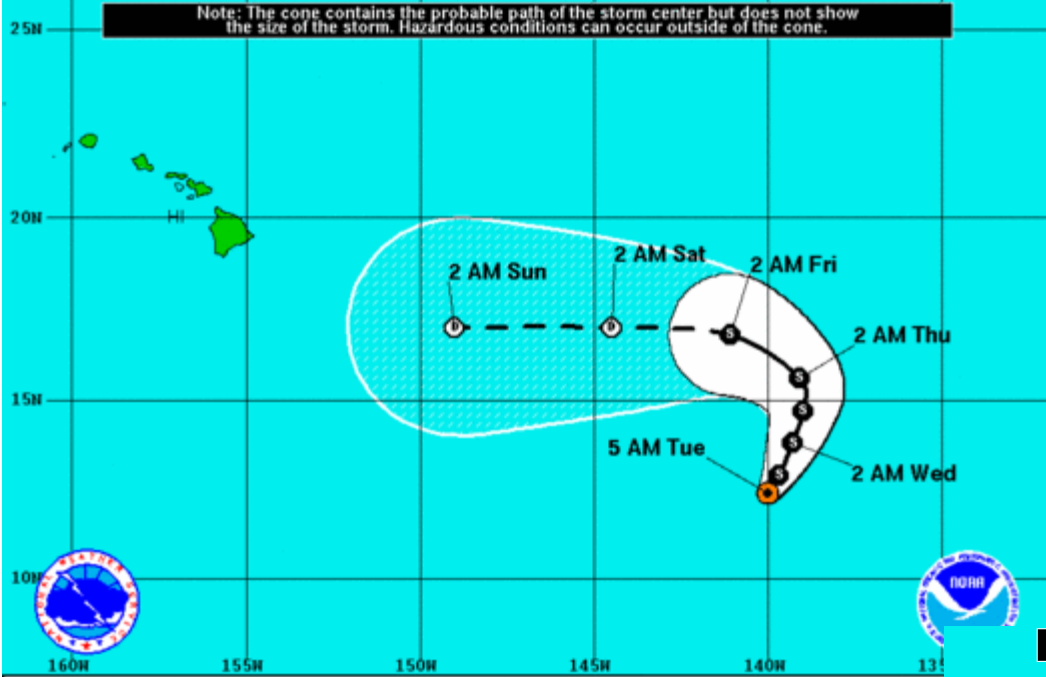 Note: The cone contains the probable path of the storm center but does not show
the size of the storm. Hazardous conditions can occur outside of the cone.
25N
20N
HI
2 AM Sun
2 AM Sat
2 AM Fri
D
D
S
2 AM Thu
S
15N
S
5 AM Tue
S
2 AM Wed
S
10N
NATIONAL WEATHER SERVICE
NOAA
160W
155W
150W
145W
140W